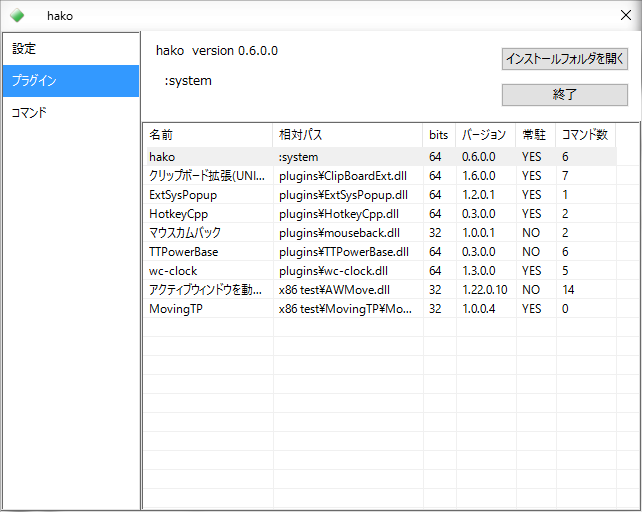 hako
設定
プラグイン
コマンド
hako version 0.6.0.0
:system
インストールフォルダを開く
終了
名前 相対パス bits バージョン 常駐 コマンド数
hako :system 64 0.6.0.0 YES 6
クリップボード拡張(UNI... plugins¥ClipBoardExt.dll 64 1.6.0.0 YES 7
ExtSysPopup plugins¥ExtSysPopup.dll 64 1.2.0.1 YES 1
HotkeyCpp plugins¥HotkeyCpp.dll 64 0.3.0.0 YES 2
マウスカムバック plugins¥mouseback.dll 32 1.0.0.1 NO 2
TTPowerBase plugins¥TTPowerBase.dll 64 0.3.0.0 NO 6
wc-clock plugins¥wc-clock.dll 64 1.3.0.0 YES 5
アクティブウィンドウを動... x86 test¥AWMove.dll 32 1.22.0.10 NO 14
MovingTP x86 test¥MovingTP¥Mo... 32 1.0.0.4 YES 0